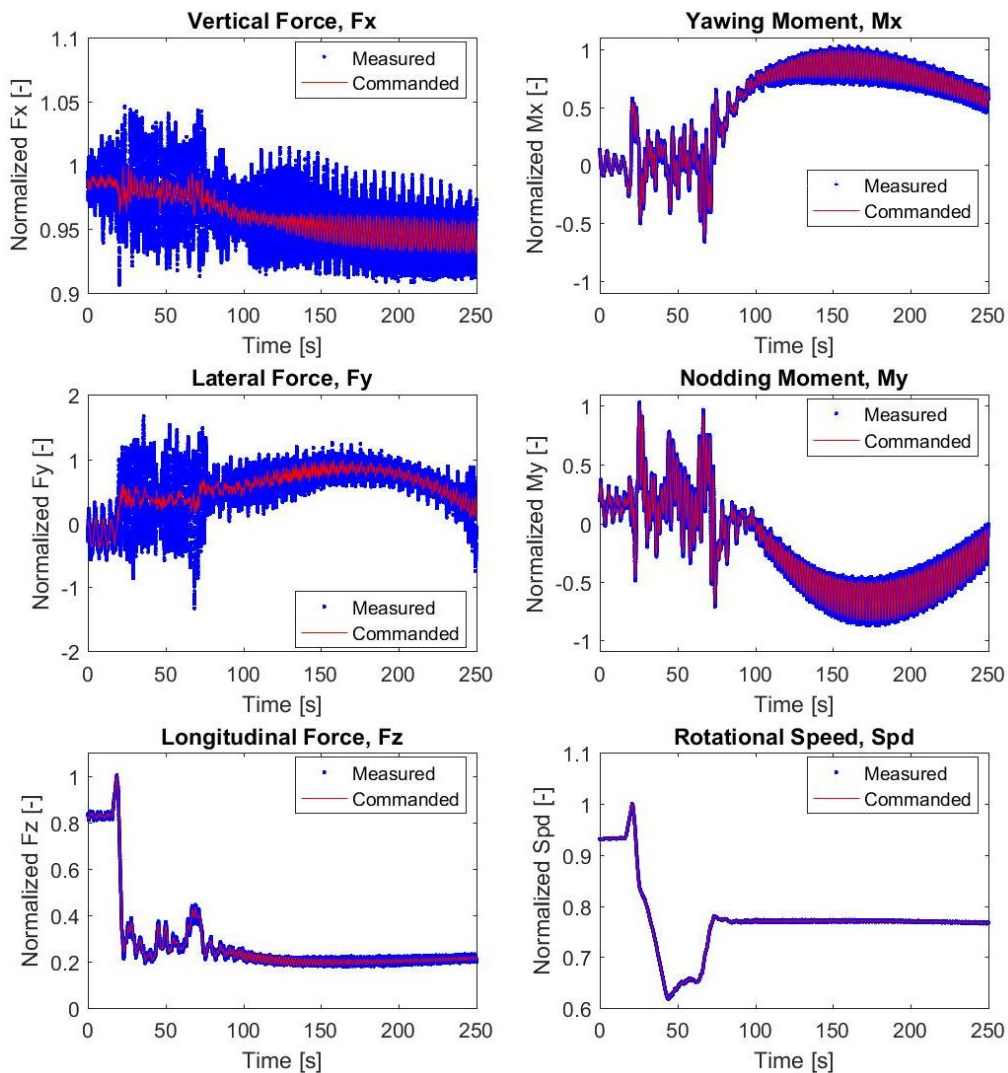 Vertical Force, Fx
Normalized Fx [-]
1.1
1.05
1
0.95
0.9
Measured
Commanded
0 50 100 150 200 250
Time [s]
Yawing Moment, Mx
Normalized Mx [-]
1
0.5
0
-0.5
-1
Measured
Commanded
0 50 100 150 200 250
Time [s]
Lateral Force, Fy
Normalized Fy [-]
2
1
0
-1
-2
Measured
Commanded
0 50 100 150 200 250
Time [s]
Nodding Moment, My
Normalized My [-]
1
0.5
0
-0.5
-1
Measured
Commanded
0 50 100 150 200 250
Time [s]
Longitudinal Force, Fz
Normalized Fz [-]
1
0.8
0.6
0.4
0.2
0
Measured
Commanded
0 50 100 150 200 250
Time [s]
Rotational Speed, Spd
Normalized Spd [-]
1.1
1
0.9
0.8
0.7
0.6
Measured
Commanded
0 50 100 150 200 250
Time [s]